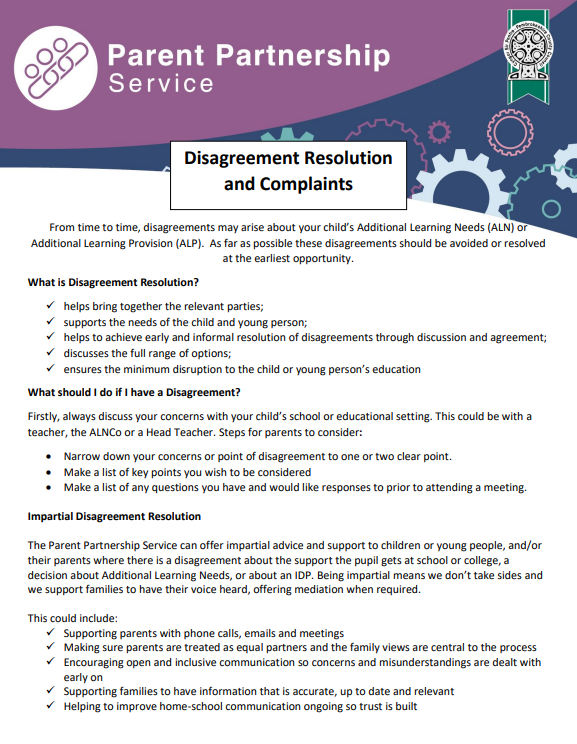 Parent Partnership
Service
Disagreement Resolution
and Complaints
From time to time, disagreements may arise about your child's Additional Learning Needs (ALN) or
Additional Learning Provision (ALP).  As far as possible these disagreements should be avoided or resolved
at the earliest opportunity.
What is Disagreement Resolution?
✓ helps bring together the relevant parties;
✓ supports the needs of the child and young person;
✓ helps to achieve early and informal resolution of disagreements through discussion and agreement;
✓ discusses the full range of options;
✓ ensures the minimum disruption to the child or young person's education
What should I do if I have a Disagreement?
Firstly, always discuss your concerns with your child's school or educational setting. This could be with a
teacher, the ALNCo or a Head Teacher. Steps for parents to consider:
• Narrow down your concerns or point of disagreement to one or two clear point.
• Make a list of key points you wish to be considered
• Make a list of any questions you have and would like responses to prior to attending a meeting.
Impartial Disagreement Resolution
The Parent Partnership Service can offer impartial advice and support to children or young people, and/or
their parents where there is a disagreement about the support the pupil gets at school or college, a
decision about Additional Learning Needs, or about an IDP. Being impartial means we don't take sides and
we support families to have their voice heard, offering mediation when required.
This could include:
✓ Supporting parents with phone calls, emails and meetings
✓ Making sure parents are treated as equal partners and the family views are central to the process
✓ Encouraging open and inclusive communication so concerns and misunderstandings are dealt with
early on
✓ Supporting families to have information that is accurate, up to date and relevant
✓ Helping to improve home-school communication ongoing so trust is built